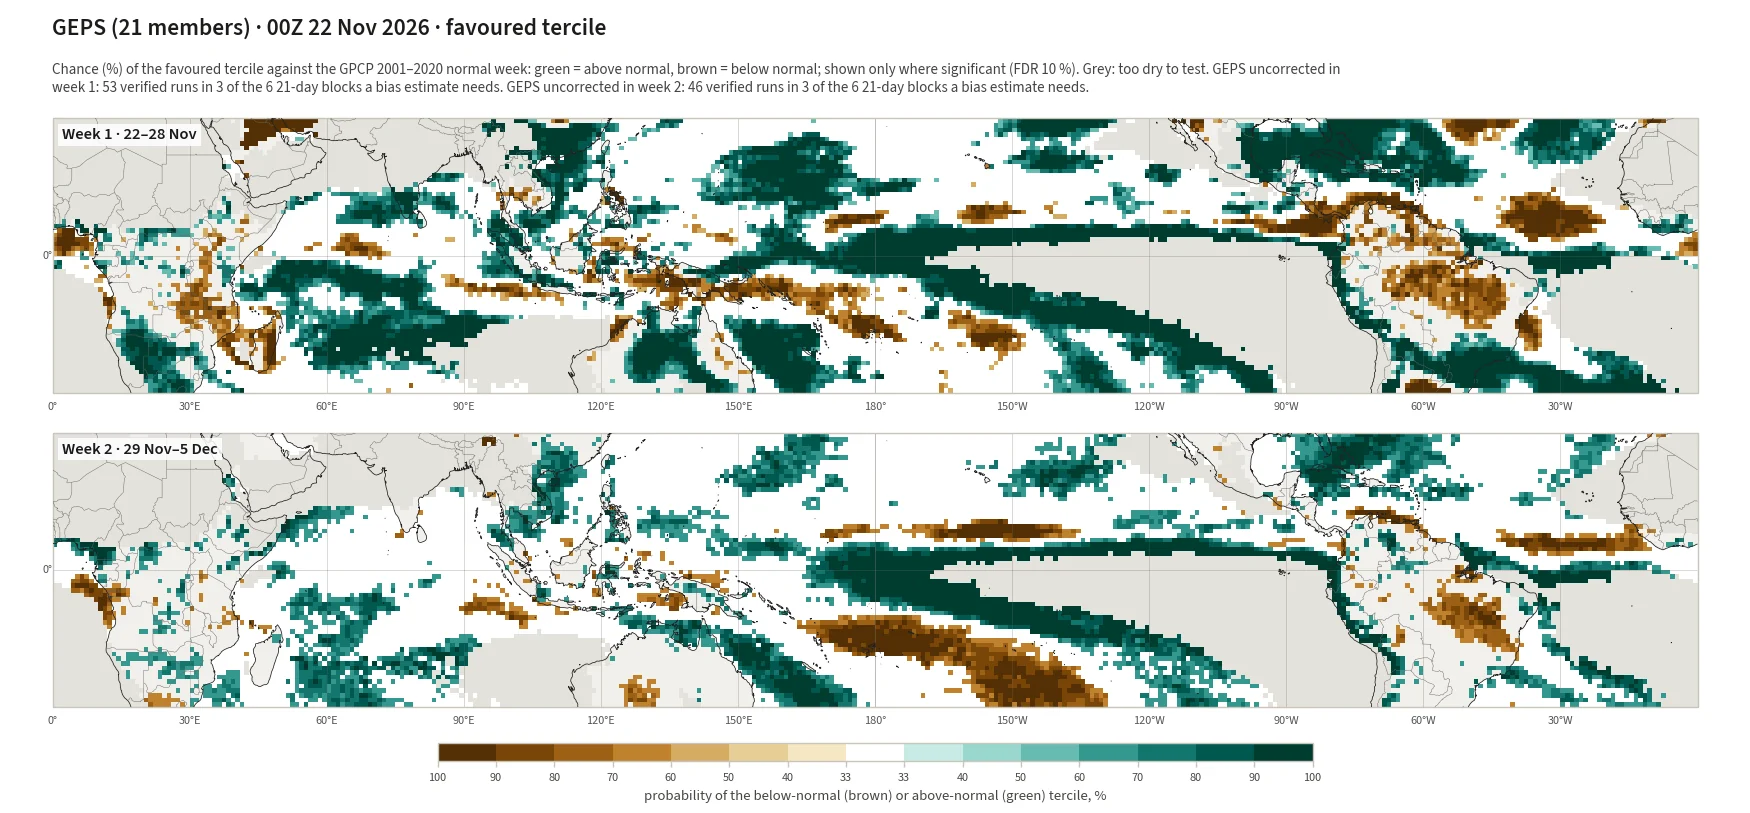 GEPS (21 members) · 00Z 22 Nov 2026 · favoured tercile
Chance (%) of the favoured tercile against the GPCP 2001–2020 normal week: green = above normal, brown = below normal; shown only where significant (FDR 10 %). Grey: too dry to test. GEPS uncorrected in
week 1: 53 verified runs in 3 of the 6 21-day blocks a bias estimate needs. GEPS uncorrected in week 2: 46 verified runs in 3 of the 6 21-day blocks a bias estimate needs.
Week 1 · 22–28 Nov
0°
0° 30°E 60°E 90°E 120°E 150°E 180° 150°W 120°W 90°W 60°W 30°W
Week 2 · 29 Nov–5 Dec
0°
0° 30°E 60°E 90°E 120°E 150°E 180° 150°W 120°W 90°W 60°W 30°W
100 90 80 70 60 50 40 33 33 40 50 60 70 80 90 100
probability of the below-normal (brown) or above-normal (green) tercile, %